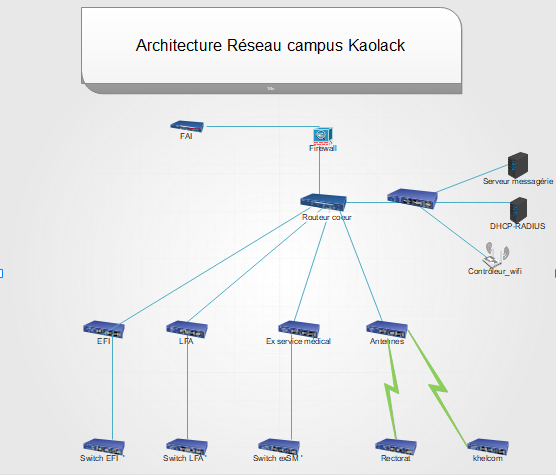 Architecture Réseau campus Kaolack
FAI
Firewall
Serveur messagérie
Routeur coeur
DHCP-RADIUS
Controleur_wifi
EFI
LFA
Ex service médical
Antennes
Switch EFI '
Switch LFA '
Switch exSM '
Rectorat
khelcom